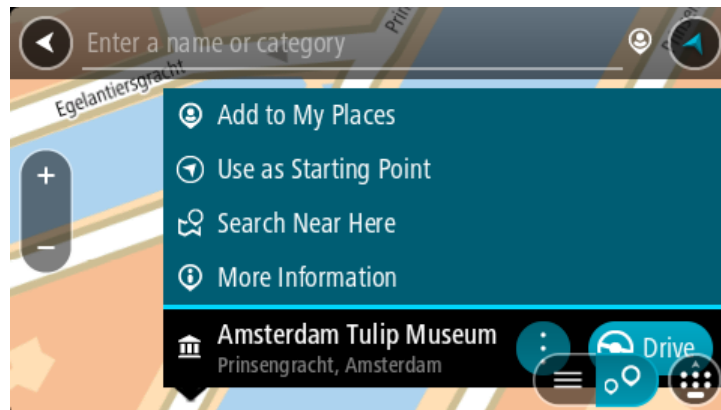 Enter a name or category
Egelantiersgracht
Add to My Places
Use as Starting Point
Search Near Here
More Information
Amsterdam Tulip Museum
Prinsengracht, Amsterdam
Drive